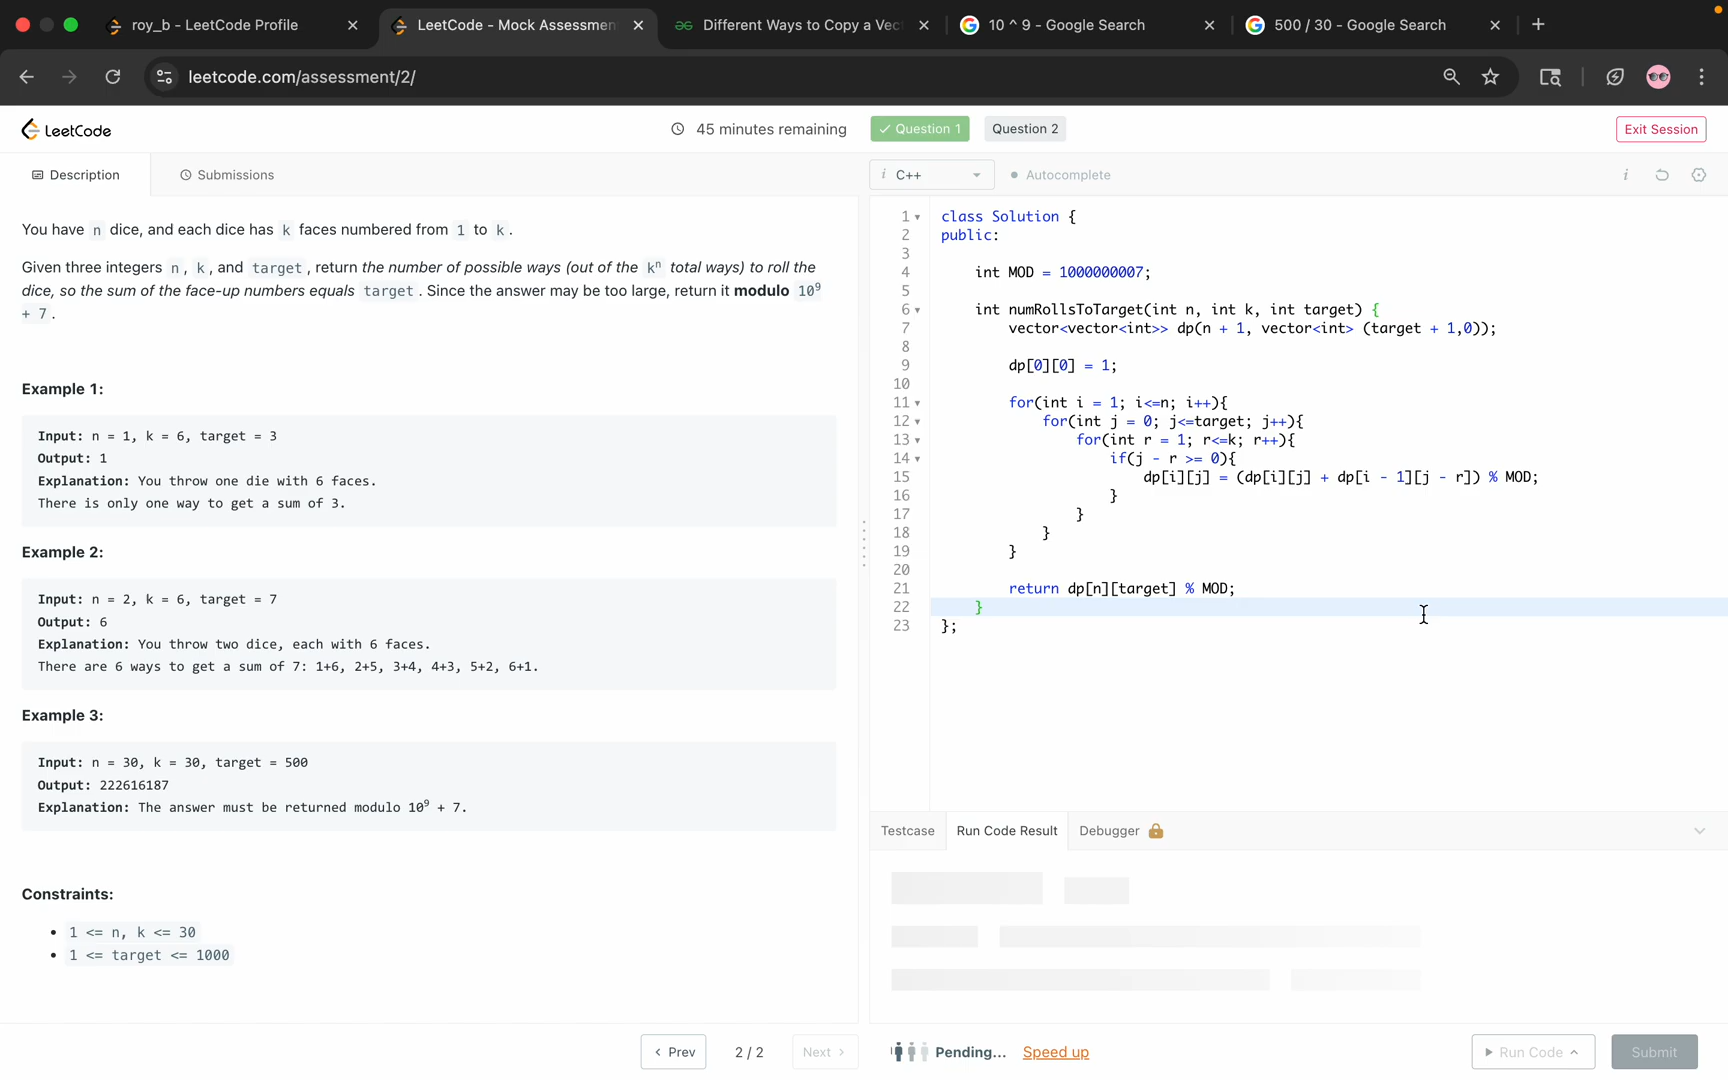 roy_b - LeetCode Profile
LeetCode - Mock Assessmen
Different Ways to Copy a Vec
10 ^ 9 - Google Search
500 / 30 - Google Search
leetcode.com/assessment/2/
LeetCode
45 minutes remaining
Question 1
Question 2
Exit Session
Description
Submissions
i C++
Autocomplete
i
You have n dice, and each dice has k faces numbered from 1 to k.
Given three integers n, k, and target, return the number of possible ways (out of the kⁿ total ways) to roll the
dice, so the sum of the face-up numbers equals target. Since the answer may be too large, return it modulo 10⁹
+ 7.
Example 1:
Input: n = 1, k = 6, target = 3
Output: 1
Explanation: You throw one die with 6 faces.
There is only one way to get a sum of 3.
Example 2:
Input: n = 2, k = 6, target = 7
Output: 6
Explanation: You throw two dice, each with 6 faces.
There are 6 ways to get a sum of 7: 1+6, 2+5, 3+4, 4+3, 5+2, 6+1.
Example 3:
Input: n = 30, k = 30, target = 500
Output: 222616187
Explanation: The answer must be returned modulo 10⁹ + 7.
Constraints:
• 1 <= n, k <= 30
• 1 <= target <= 1000
Prev
2 / 2
Next
1 class Solution {
2 public:
3
4 int MOD = 1000000007;
5
6 int numRollsToTarget(int n, int k, int target) {
7 vector<vector<int>> dp(n + 1, vector<int> (target + 1,0));
8
9 dp[0][0] = 1;
10
11 for(int i = 1; i<=n; i++){
12 for(int j = 0; j<=target; j++){
13 for(int r = 1; r<=k; r++){
14 if(j - r >= 0){
15 dp[i][j] = (dp[i][j] + dp[i - 1][j - r]) % MOD;
16 }
17 }
18 }
19 }
20
21 return dp[n][target] % MOD;
22 }
23 };
Testcase
Run Code Result
Debugger
Pending...
Speed up
Run Code
Submit